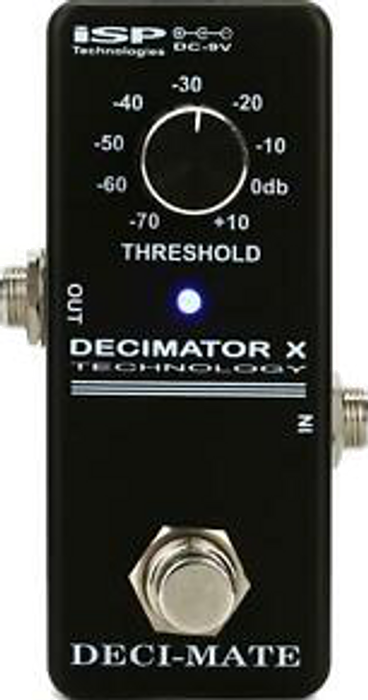 iSP
Technologies DC-9V
-30
-40 -20
-50 -10
-60 0db
-70 +10
THRESHOLD
OUT
DECIMATOR X
TECHNOLOGY
IN
DECI-MATE